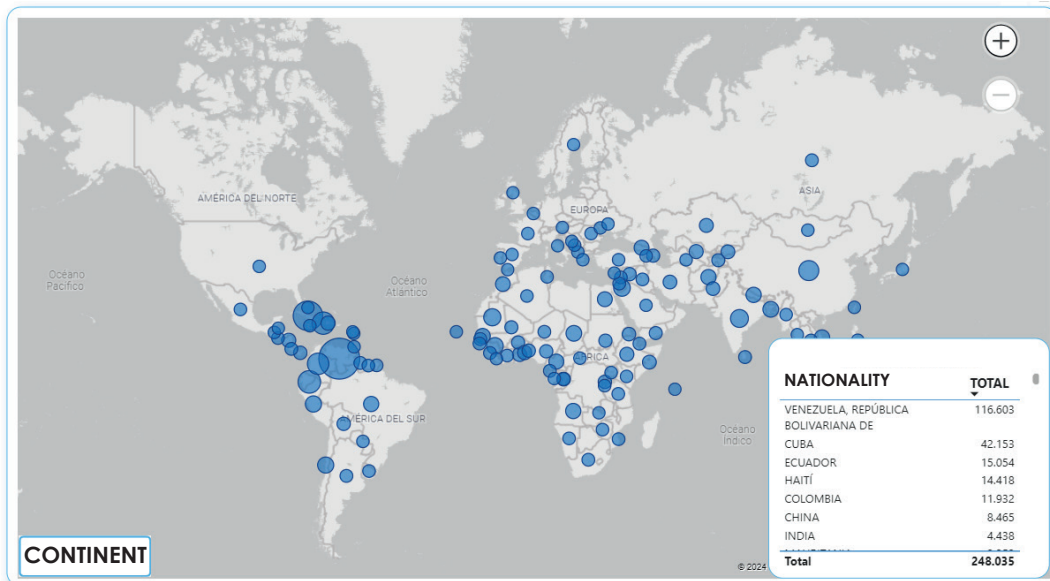 AMÉRICA DEL NORTE
EUROPA
ASIA
Océano
Pacífico
Océano
Atlántico
ÁFRICA
AMÉRICA DEL SUR
Océano
Índico
NATIONALITY TOTAL
VENEZUELA, REPÚBLICA 116.603
BOLIVARIANA DE
CUBA 42.153
ECUADOR 15.054
HAITÍ 14.418
COLOMBIA 11.932
CHINA 8.465
INDIA 4.438
Total 248.035
CONTINENT
© 2024